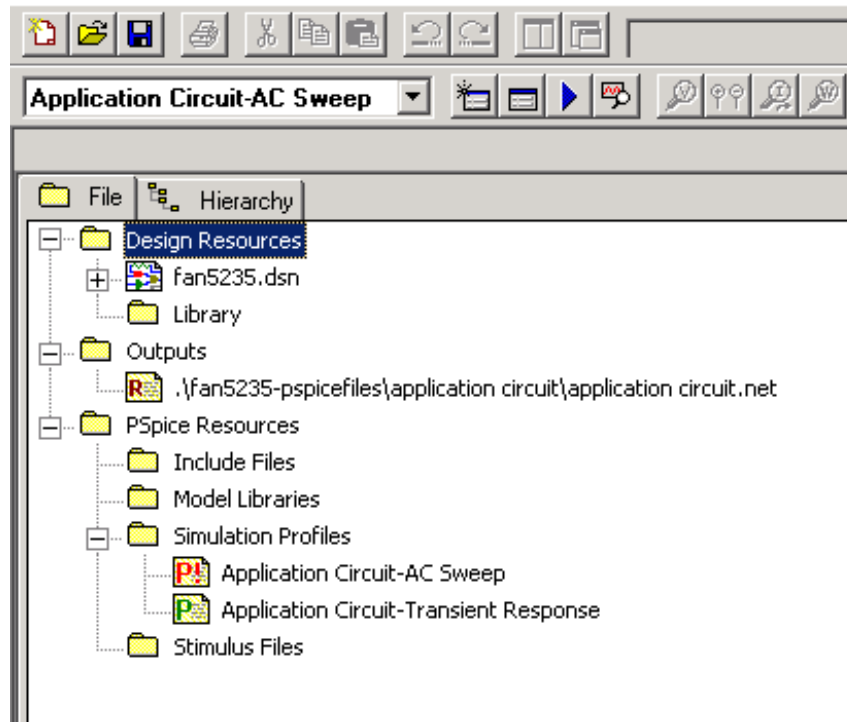 Application Circuit-AC Sweep
File Hierarchy
Design Resources
fan5235.dsn
Library
Outputs
.\fan5235-pspicefiles\application circuit\application circuit.net
PSpice Resources
Include Files
Model Libraries
Simulation Profiles
Application Circuit-AC Sweep
Application Circuit-Transient Response
Stimulus Files